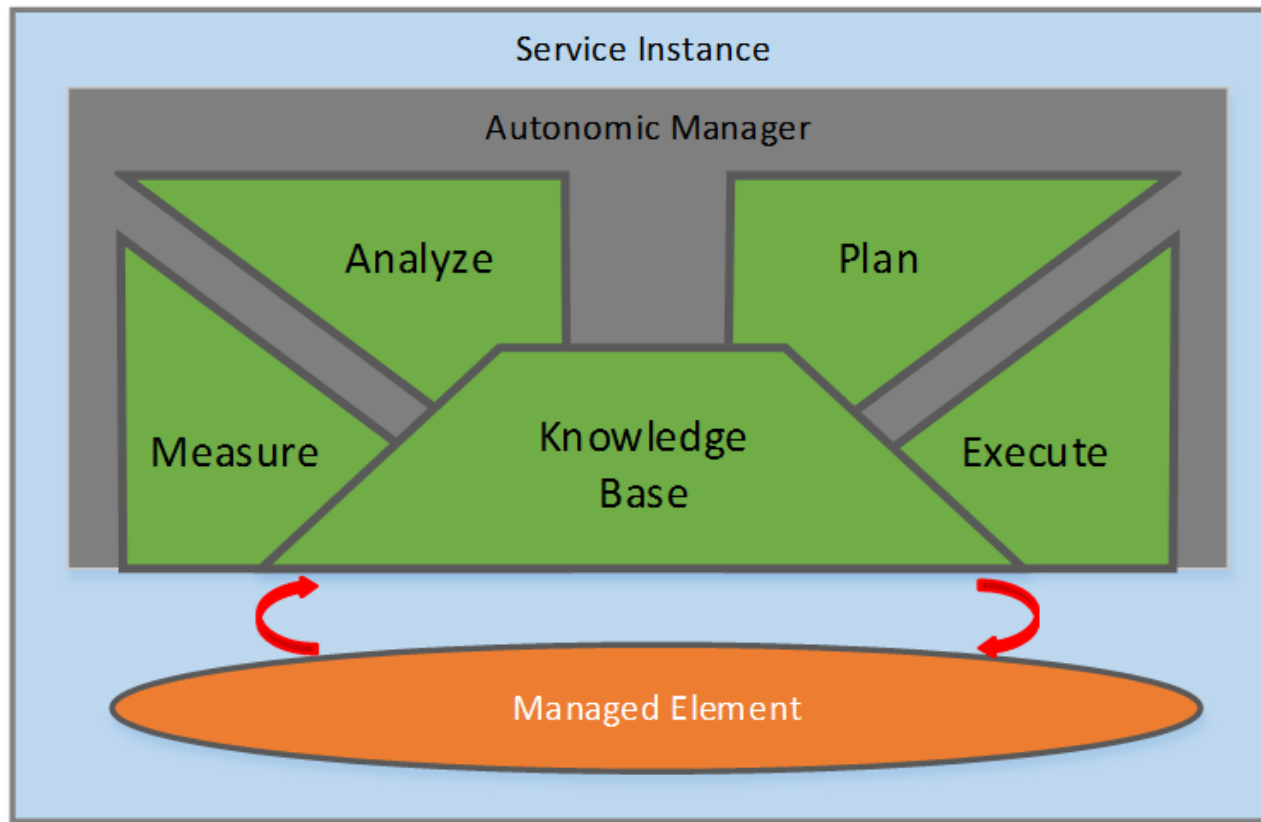 Service Instance
Autonomic Manager
Analyze
Plan
Measure
Knowledge
Base
Execute
Managed Element